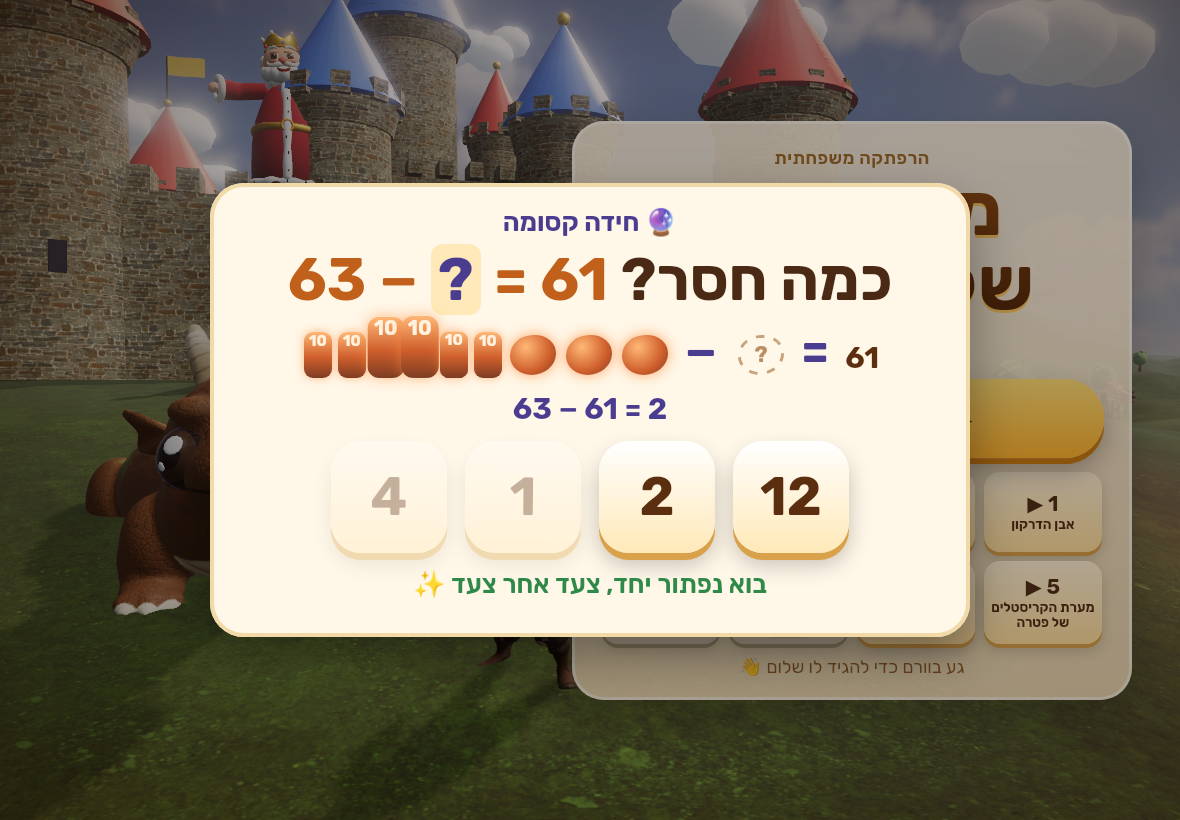 הרפתקה משפחתית
🔮 חידה קסומה
כמה חסר? 63 – ? = 61
10 10 10 10 10 10 – ? = 61
63 – 61 = 2
4 1 2 12
בוא נפתור יחד, צעד אחר צעד ✨
1 ▶
אבן הדרקון
5 ▶
מערת הקריסטלים
של פטרה
גע בוורם כדי להגיד לו שלום 👋